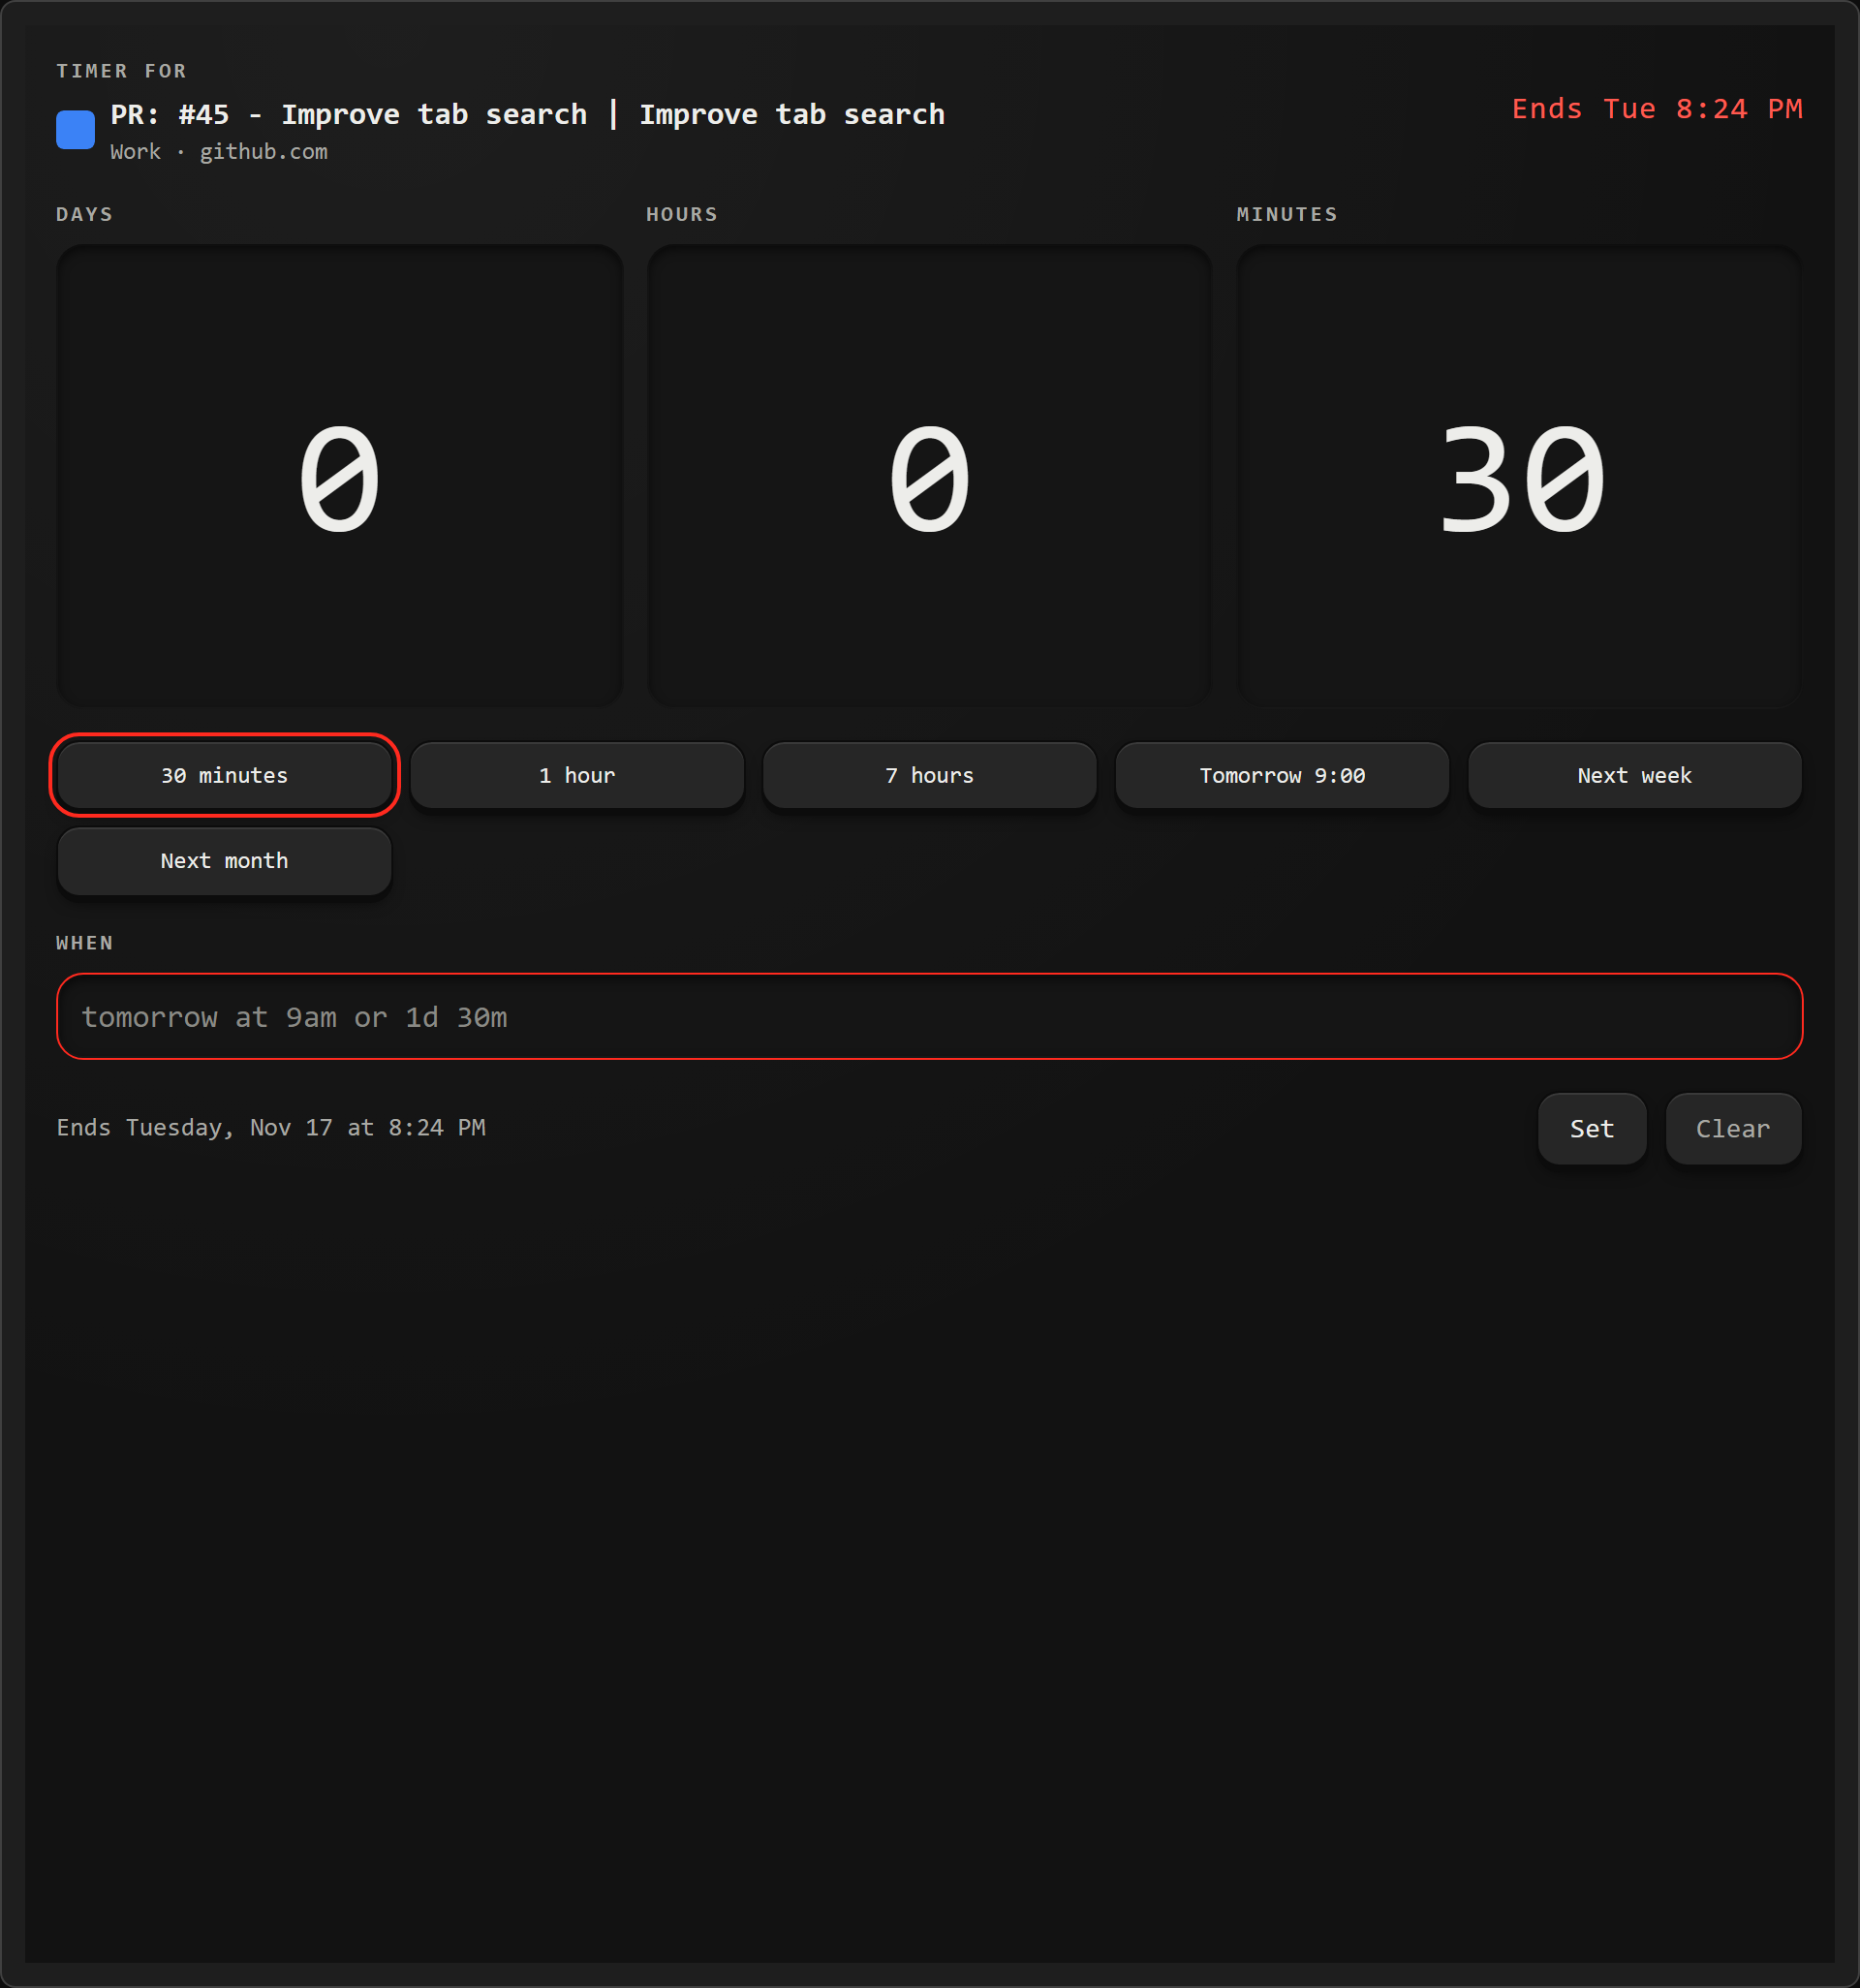 TIMER FOR
PR: #45 - Improve tab search | Improve tab search
Work · github.com
Ends Tue 8:24 PM
DAYS
HOURS
MINUTES
0
0
30
30 minutes
1 hour
7 hours
Tomorrow 9:00
Next week
Next month
WHEN
tomorrow at 9am or 1d 30m
Ends Tuesday, Nov 17 at 8:24 PM
Set
Clear